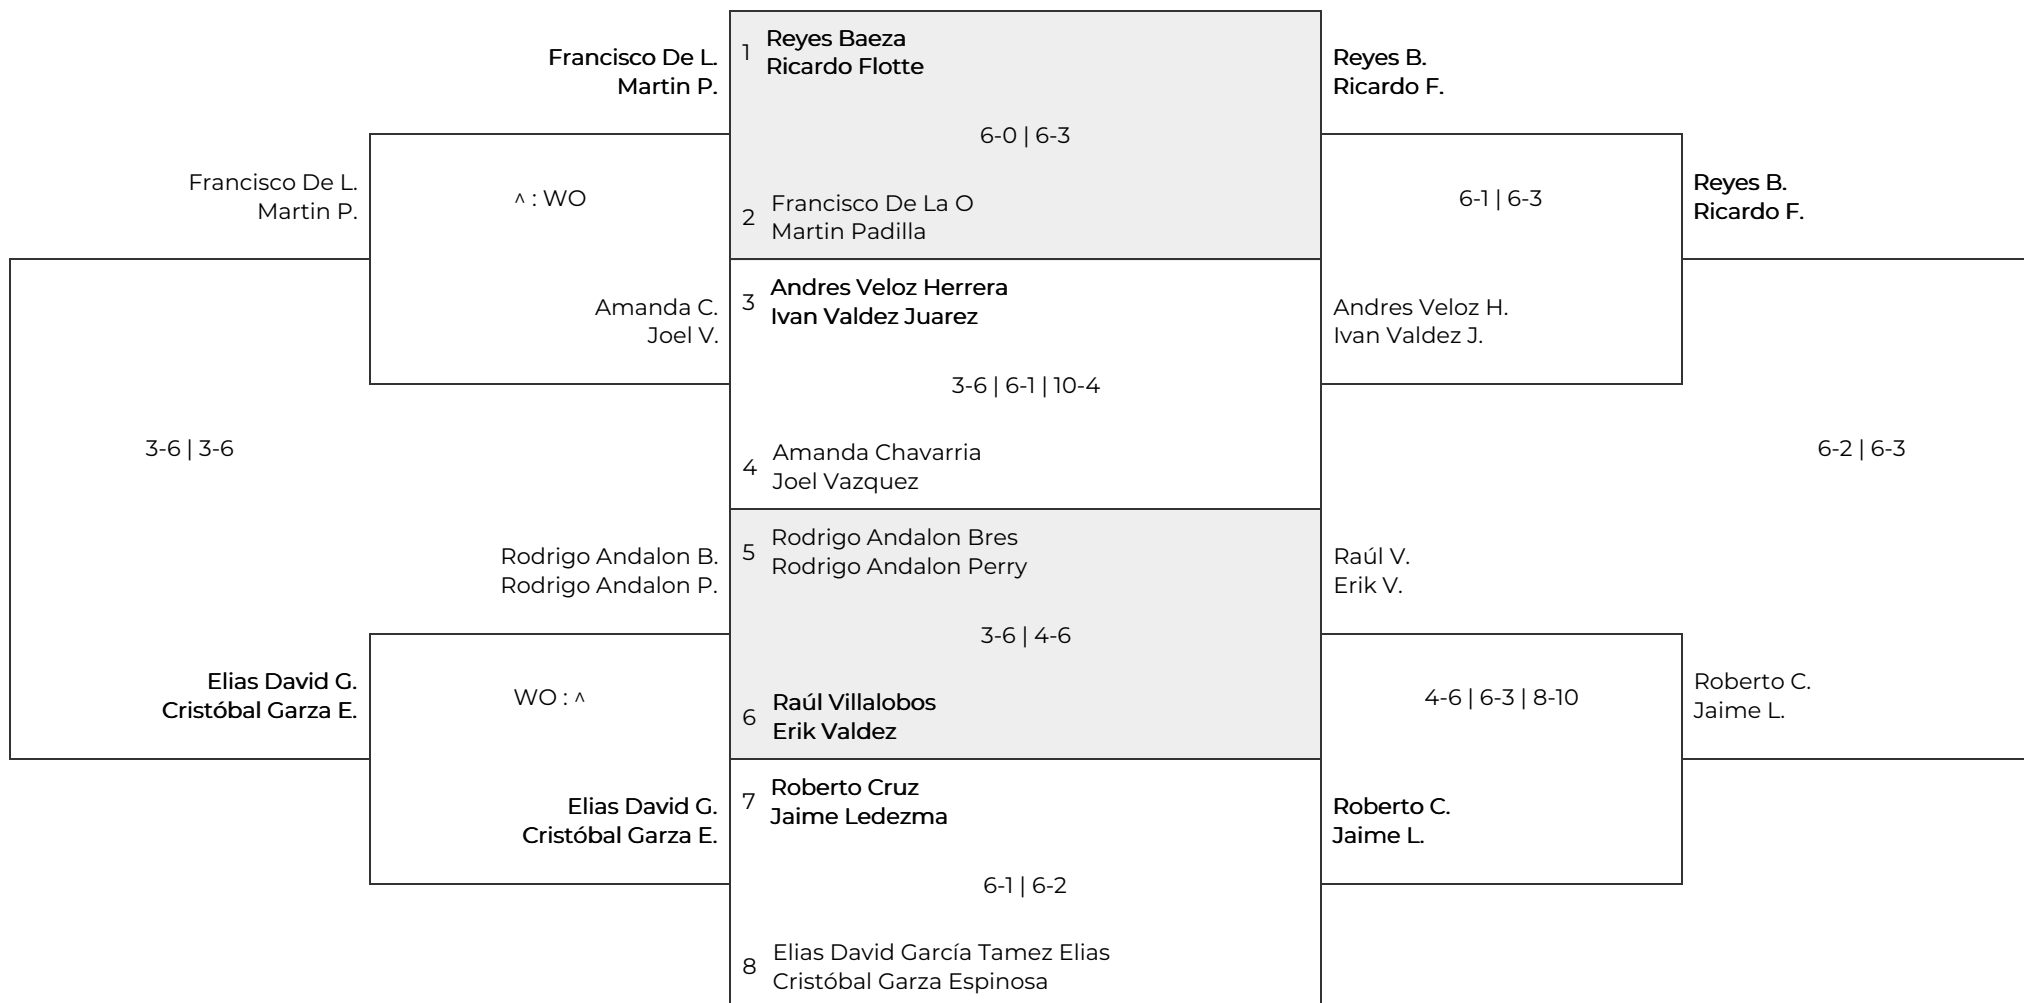 Francisco De L.
Martin P.
1
Reyes Baeza
Ricardo Flotte
Reyes B.
Ricardo F.
6-0 | 6-3
Francisco De L.
Martin P.
^ : WO
2
Francisco De La O
Martin Padilla
6-1 | 6-3
Reyes B.
Ricardo F.
Amanda C.
Joel V.
3
Andres Veloz Herrera
Ivan Valdez Juarez
Andres Veloz H.
Ivan Valdez J.
3-6 | 6-1 | 10-4
3-6 | 3-6
4
Amanda Chavarria
Joel Vazquez
6-2 | 6-3
Rodrigo Andalon B.
Rodrigo Andalon P.
5
Rodrigo Andalon Bres
Rodrigo Andalon Perry
Raúl V.
Erik V.
3-6 | 4-6
Elias David G.
Cristóbal Garza E.
WO : ^
6
Raúl Villalobos
Erik Valdez
4-6 | 6-3 | 8-10
Roberto C.
Jaime L.
Elias David G.
Cristóbal Garza E.
7
Roberto Cruz
Jaime Ledezma
Roberto C.
Jaime L.
6-1 | 6-2
8
Elias David García Tamez Elias
Cristóbal Garza Espinosa